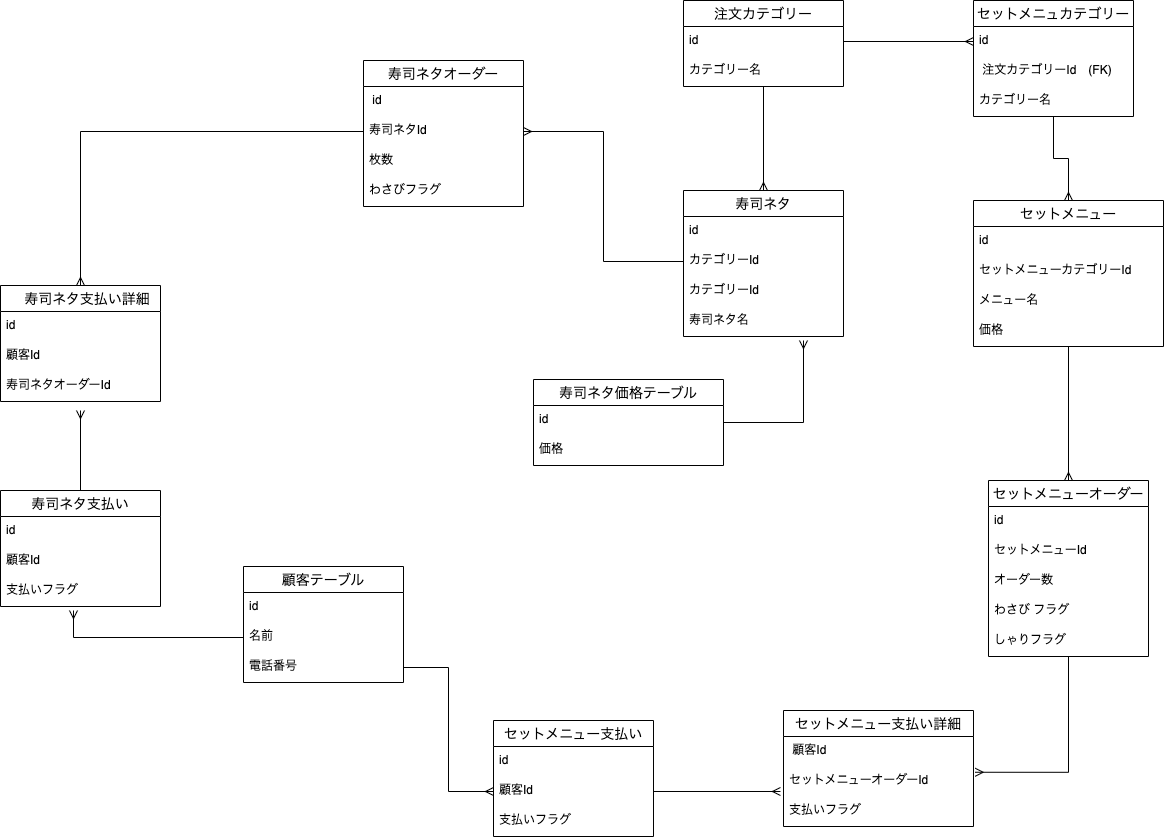 注文カテゴリー
id
カテゴリー名
セットメニュカテゴリー
id
注文カテゴリーId (FK)
カテゴリー名
寿司ネタオーダー
id
寿司ネタId
枚数
わさびフラグ
寿司ネタ
id
カテゴリーId
カテゴリーId
寿司ネタ名
セットメニュー
id
セットメニューカテゴリーId
メニュー名
価格
寿司ネタ支払い詳細
id
顧客Id
寿司ネタオーダーId
寿司ネタ価格テーブル
id
価格
寿司ネタ支払い
id
顧客Id
支払いフラグ
セットメニューオーダー
id
セットメニューId
オーダー数
わさび フラグ
しゃりフラグ
顧客テーブル
id
名前
電話番号
セットメニュー支払い
id
顧客Id
支払いフラグ
セットメニュー支払い詳細
顧客Id
セットメニューオーダーId
支払いフラグ